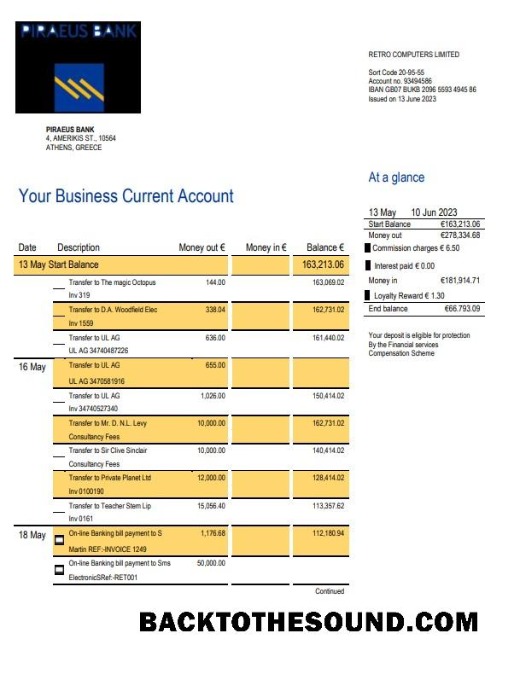 PIRAEUS BANK
RETRO COMPUTERS LIMITED
Sort Code 20-95-55
Account no. 93494586
IBAN GB07 BUKB 2096 5593 4945 86
Issued on 13 June 2023
PIRAEUS BANK
4, AMERIKIS ST., 10564
ATHENS, GREECE
At a glance
Your Business Current Account
13 May 10 Jun 2023
Start Balance €163,213.06
Money out €278,334.68
Commission charges € 6.50
Interest paid € 0.00
Money in €181,914.71
Loyalty Reward € 1.30
End balance €66.793.09
Your deposit is eligible for protection
By the Financial services
Compensation Scheme
Date Description Money out € Money in € Balance €
13 May Start Balance 163,213.06
Transfer to The magic Octopus 144.00 163,069.02
Inv 319
Transfer to D.A. Woodfield Elec 338.04 162,731.02
Inv 1559
Transfer to UL AG 636.00 161,440.02
UL AG 34740487226
16 May Transfer to UL AG 655.00
UL AG 3470581916
Transfer to UL AG 1,026.00 150,414.02
Inv 34740527340
Transfer to Mr. D. N.L. Levy 10,000.00 162,731.02
Consultancy Fees
Transfer to Sir Clive Sinclair 10,000.00 140,414.02
Consultancy Fees
Transfer to Private Planet Ltd 12,000.00 128,414.02
Inv 0100190
Transfer to Teacher Stern Lip 15,056.40 113,357.62
Inv 0161
18 May On-line Banking bill payment to S 1,176.68 112,180.94
Martin REF:-INVOICE 1249
On-line Banking bill payment to Sms 50,000.00
ElectronicSRef:-RET001
Continued
BACKTOTHESOUND.COM